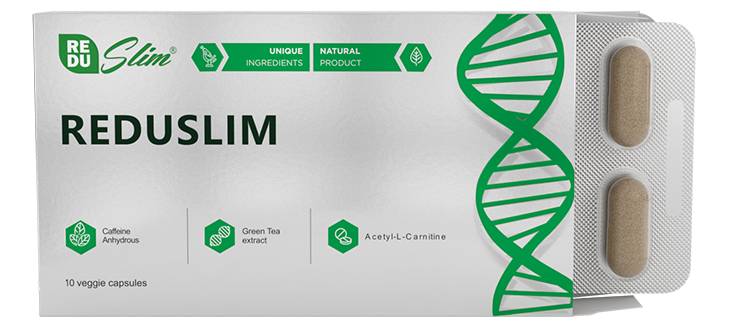 RE
DU
Slim®
UNIQUE
INGREDIENTS
NATURAL
PRODUCT
REDUSLIM
Caffeine
Anhydrous
Green Tea
extract
Acetyl-L-Carnitine
10 veggie capsules